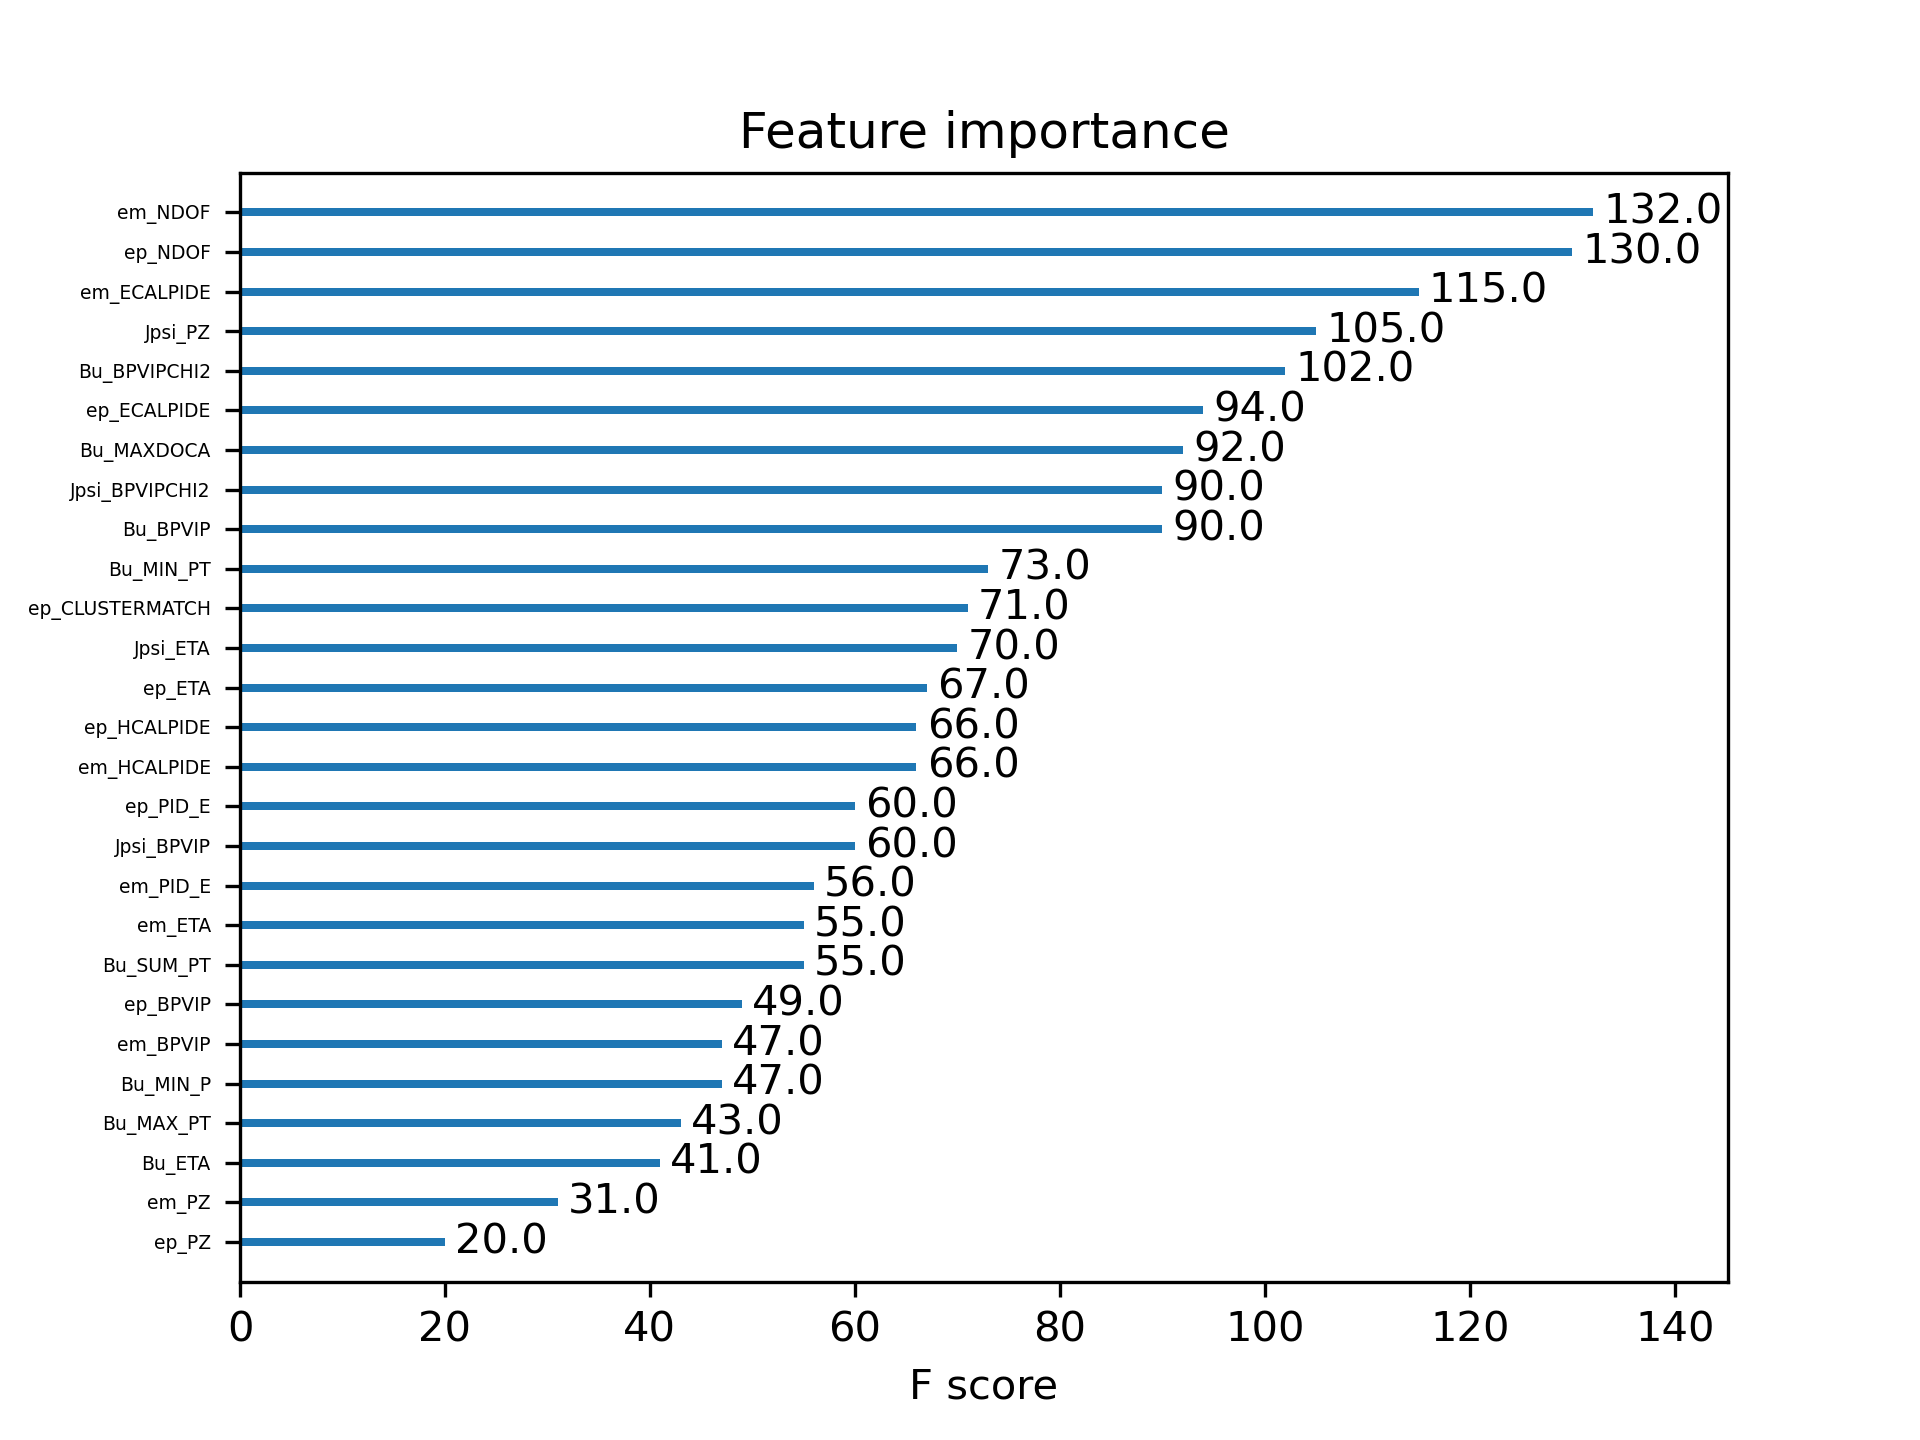 Feature importance
em_NDOF 132.0
ep_NDOF 130.0
em_ECALPIDE 115.0
Jpsi_PZ 105.0
Bu_BPVIPCHI2 102.0
ep_ECALPIDE 94.0
Bu_MAXDOCA 92.0
Jpsi_BPVIPCHI2 90.0
Bu_BPVIP 90.0
Bu_MIN_PT 73.0
ep_CLUSTERMATCH 71.0
Jpsi_ETA 70.0
ep_ETA 67.0
ep_HCALPIDE 66.0
em_HCALPIDE 66.0
ep_PID_E 60.0
Jpsi_BPVIP 60.0
em_PID_E 56.0
em_ETA 55.0
Bu_SUM_PT 55.0
ep_BPVIP 49.0
em_BPVIP 47.0
Bu_MIN_P 47.0
Bu_MAX_PT 43.0
Bu_ETA 41.0
em_PZ 31.0
ep_PZ 20.0
0 20 40 60 80 100 120 140
F score